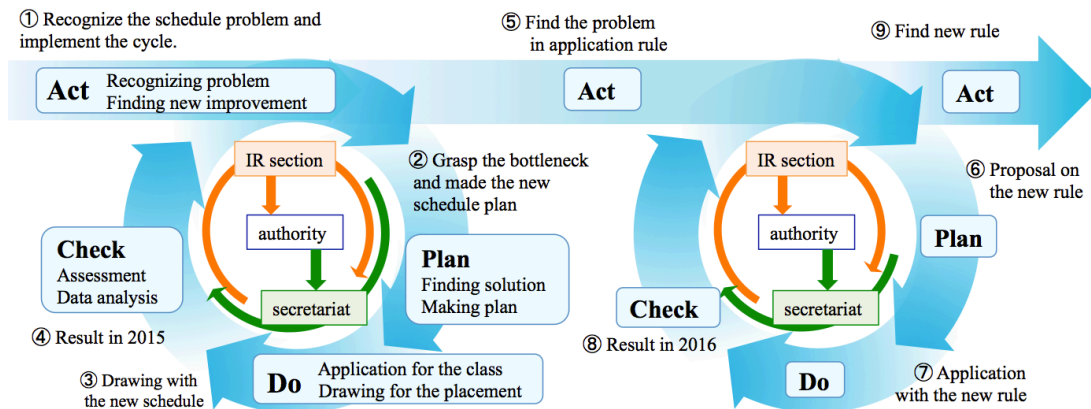 ① Recognize the schedule problem and
implement the cycle.
⑤ Find the problem
in application rule
⑨ Find new rule
Act Recognizing problem
Finding new improvement
Act
Act
IR section
authority
secretariat
② Grasp the bottleneck
and made the new
schedule plan
Check
Assessment
Data analysis
Plan
Finding solution
Making plan
④ Result in 2015
③ Drawing with
the new schedule
Do Application for the class
Drawing for the placement
IR section
authority
secretariat
⑥ Proposal on
the new rule
Plan
Check
⑧ Result in 2016
Do
⑦ Application
with the new rule